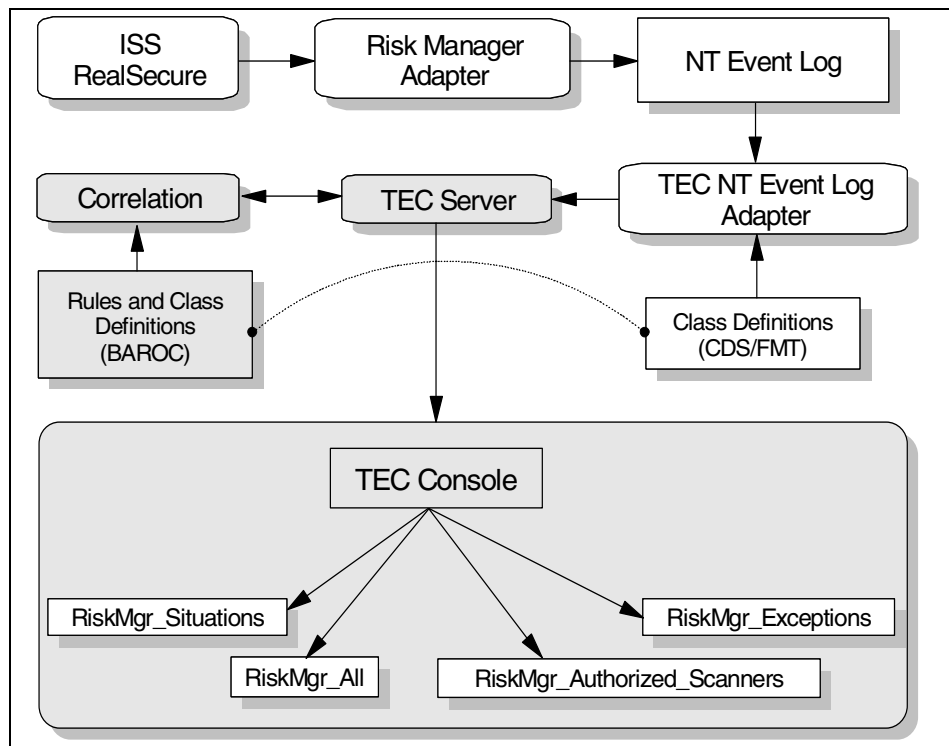 ISS
RealSecure
Risk Manager
Adapter
NT Event Log
Correlation
TEC Server
TEC NT Event Log
Adapter
Rules and Class
Definitions
(BAROC)
Class Definitions
(CDS/FMT)
TEC Console
RiskMgr_Situations
RiskMgr_Exceptions
RiskMgr_All
RiskMgr_Authorized_Scanners